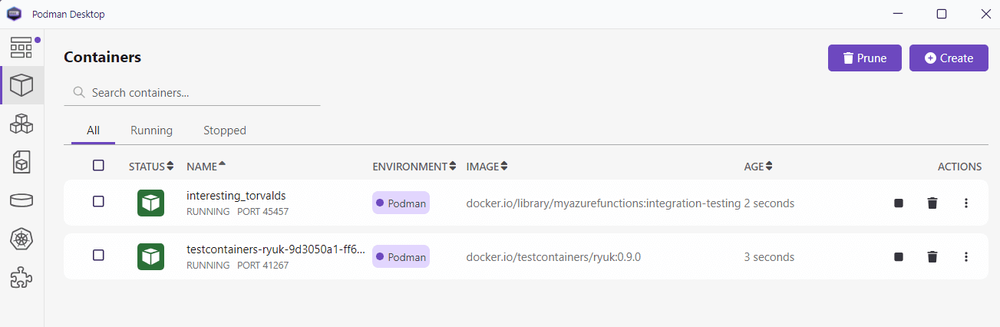 Podman Desktop
Containers
Prune
Create
Search containers...
All Running Stopped
STATUS NAME ENVIRONMENT IMAGE AGE ACTIONS
interesting_torvalds
RUNNING PORT 45457
Podman
docker.io/library/myazurefunctions:integration-testing
2 seconds
testcontainers-ryuk-9d3050a1-ff6...
RUNNING PORT 41267
Podman
docker.io/testcontainers/ryuk:0.9.0
3 seconds